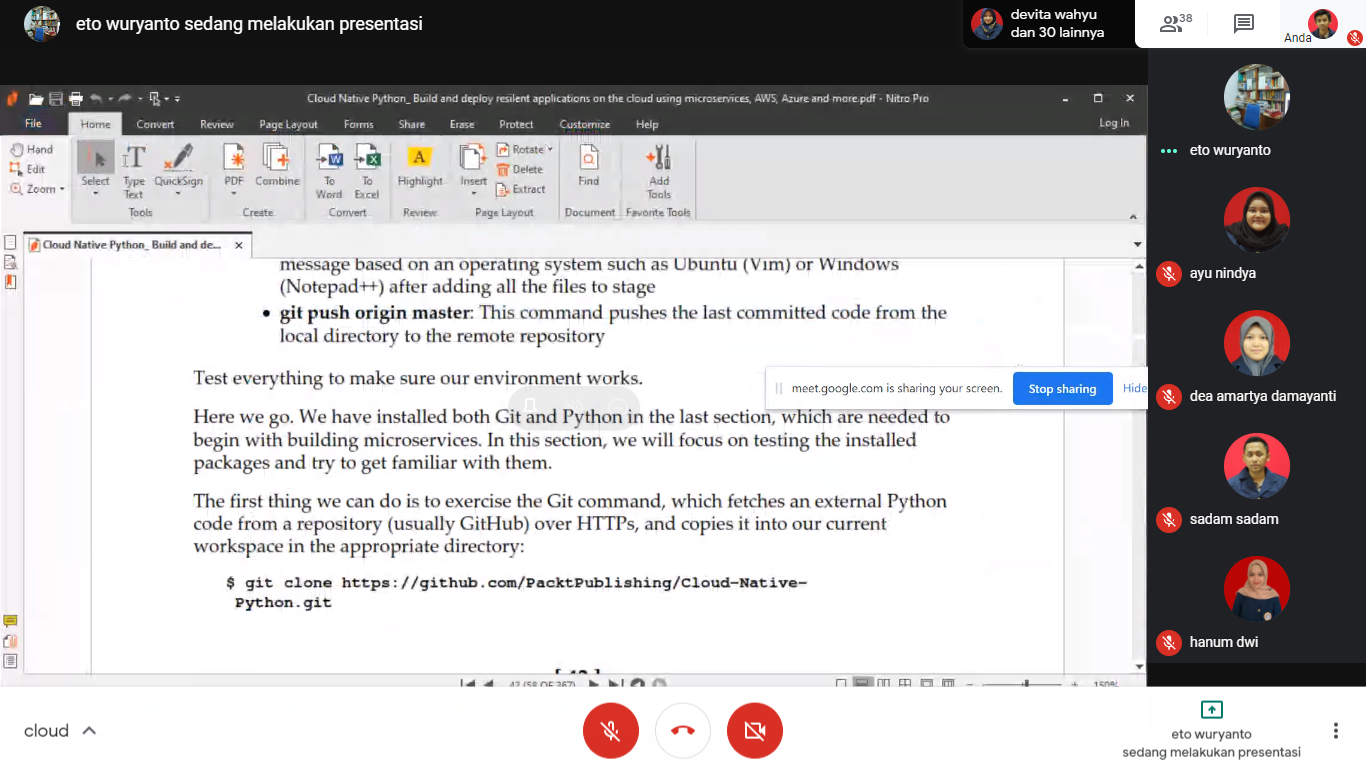 eto wuryanto sedang melakukan presentasi
devita wahyu
dan 30 lainnya
38
Anda
Cloud Native Python_ Build and deploy resilent applications on the cloud using microservices, AWS, Azure and more.pdf - Nitro Pro
File Home Convert Review Page Layout Forms Share Erase Protect Customize Help Log In
Hand
Edit
Zoom
Select
Type
Text
QuickSign
Tools
PDF
Combine
Create
To
Word
To
Excel
Convert
Highlight
Review
Insert
Rotate
Delete
Extract
Page Layout
Find
Document
Add
Tools
Favorite Tools
Cloud Native Python_ Build and de...
message based on an operating system such as Ubuntu (Vim) or Windows
(Notepad++) after adding all the files to stage
• git push origin master: This command pushes the last committed code from the
local directory to the remote repository
Test everything to make sure our environment works.
meet.google.com is sharing your screen. Stop sharing Hide
Here we go. We have installed both Git and Python in the last section, which are needed to
begin with building microservices. In this section, we will focus on testing the installed
packages and try to get familiar with them.
The first thing we can do is to exercise the Git command, which fetches an external Python
code from a repository (usually GitHub) over HTTPs, and copies it into our current
workspace in the appropriate directory:
$ git clone https://github.com/PacktPublishing/Cloud-Native-
Python.git
42 (58 OF 367)
150%
eto wuryanto
ayu nindya
dea amartya damayanti
sadam sadam
hanum dwi
cloud
eto wuryanto
sedang melakukan presentasi